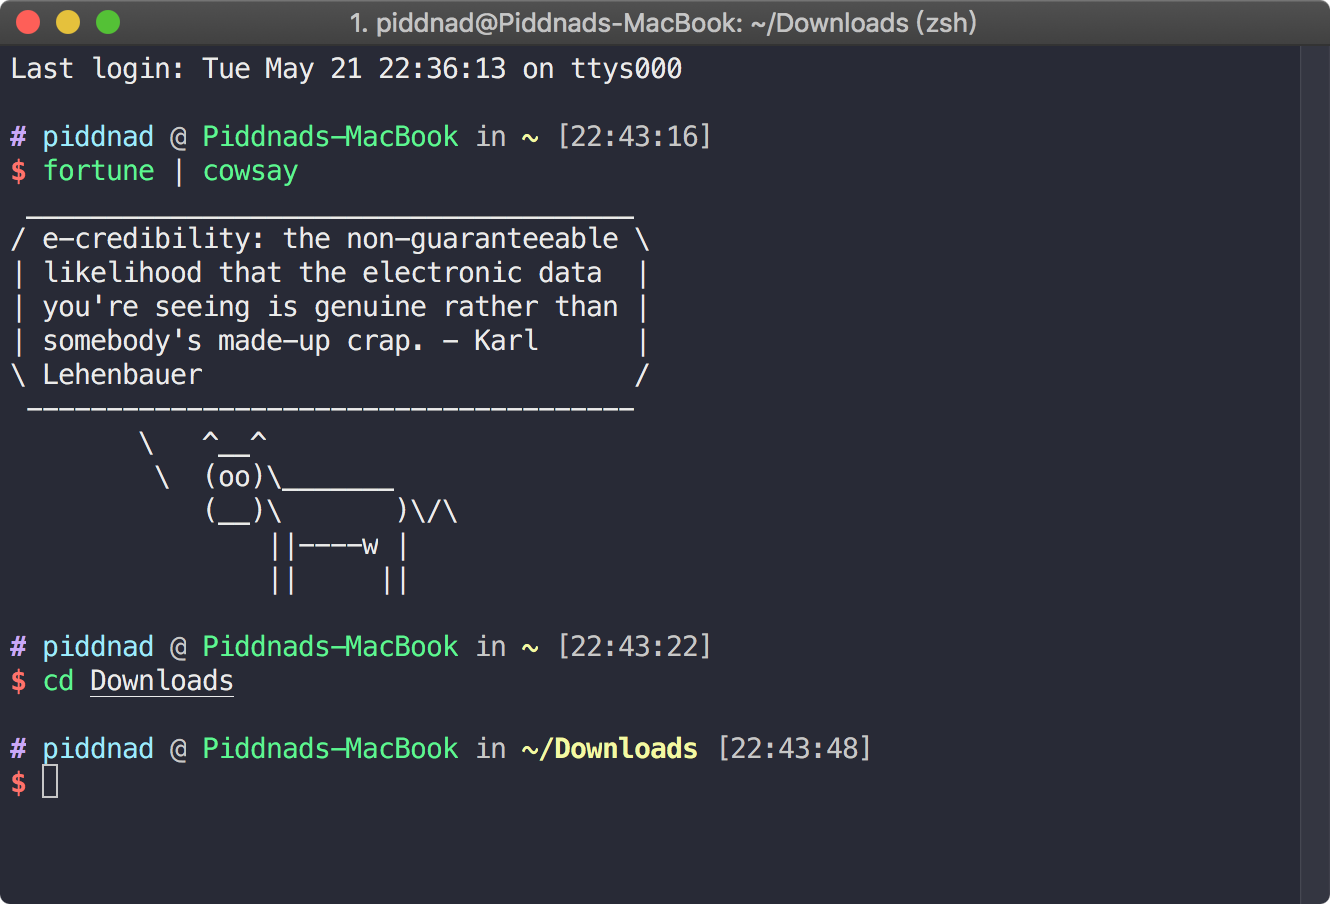 1. piddnad@Piddnads-MacBook: ~/Downloads (zsh)
Last login: Tue May 21 22:36:13 on ttys000

# piddnad @ Piddnads-MacBook in ~ [22:43:16]
$ fortune | cowsay
 ______________________________________
/ e-credibility: the non-guaranteeable \
| likelihood that the electronic data  |
| you're seeing is genuine rather than |
| somebody's made-up crap. - Karl      |
\ Lehenbauer                           /
 --------------------------------------
        \   ^__^
         \  (oo)\_______
            (__)\       )\/\
                ||----w |
                ||     ||

# piddnad @ Piddnads-MacBook in ~ [22:43:22]
$ cd Downloads

# piddnad @ Piddnads-MacBook in ~/Downloads [22:43:48]
$